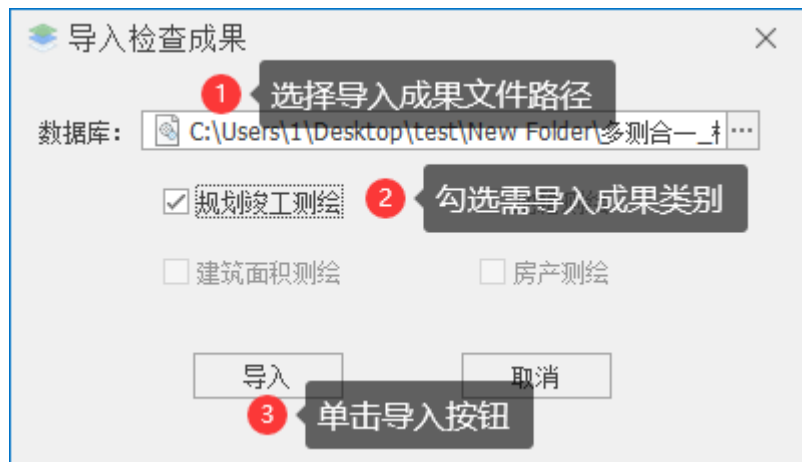 导入检查成果
1 选择导入成果文件路径
数据库： C:\Users\1\Desktop\test\New Folder\多测合一_ ...
规划竣工测绘 2 勾选需导入成果类别
建筑面积测绘 房产测绘
导入 取消
3 单击导入按钮